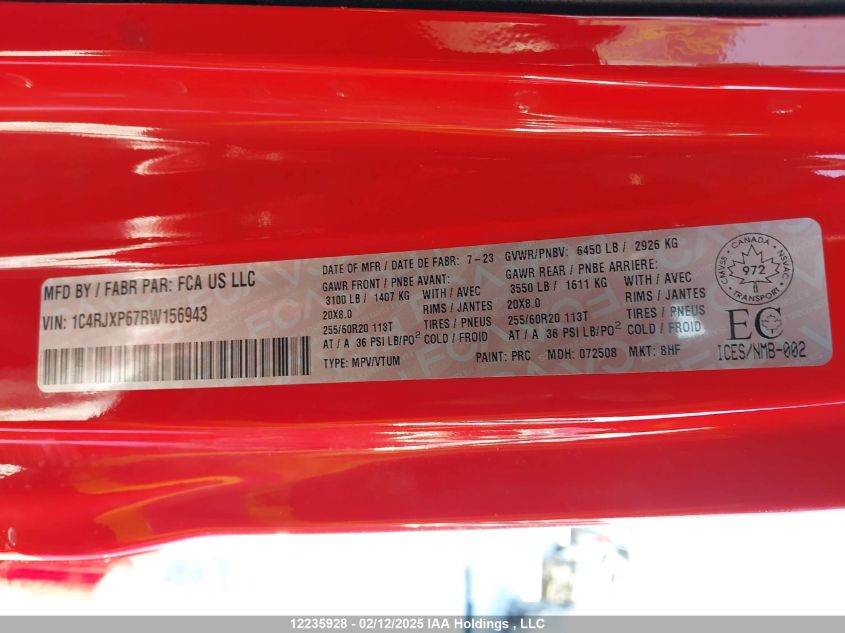 MFD BY / FABR PAR: FCA US LLC
VIN: 1C4RJXP67RW156943
DATE OF MFR / DATE DE FABR: 7-23 GVWR/PNBV: 6450 LB / 2926 KG
GAWR FRONT / PNBE AVANT: GAWR REAR / PNBE ARRIERE:
3100 LB / 1407 KG WITH / AVEC 3550 LB / 1611 KG WITH / AVEC
20X8.0 RIMS / JANTES 20X8.0 RIMS / JANTES
255/60R20 113T TIRES / PNEUS 255/60R20 113T TIRES / PNEUS
AT / A 36 PSI LB/PO² COLD / FROID AT / A 36 PSI LB/PO² COLD / FROID
TYPE: MPV/VTUM PAINT: PRC MDH: 072508 MKT: 8HF
CANADA
CMVSS 972 NSVAC
TRANSPORT
EC
ICES/NMB-002
12235928 - 02/12/2025 IAA Holdings , LLC